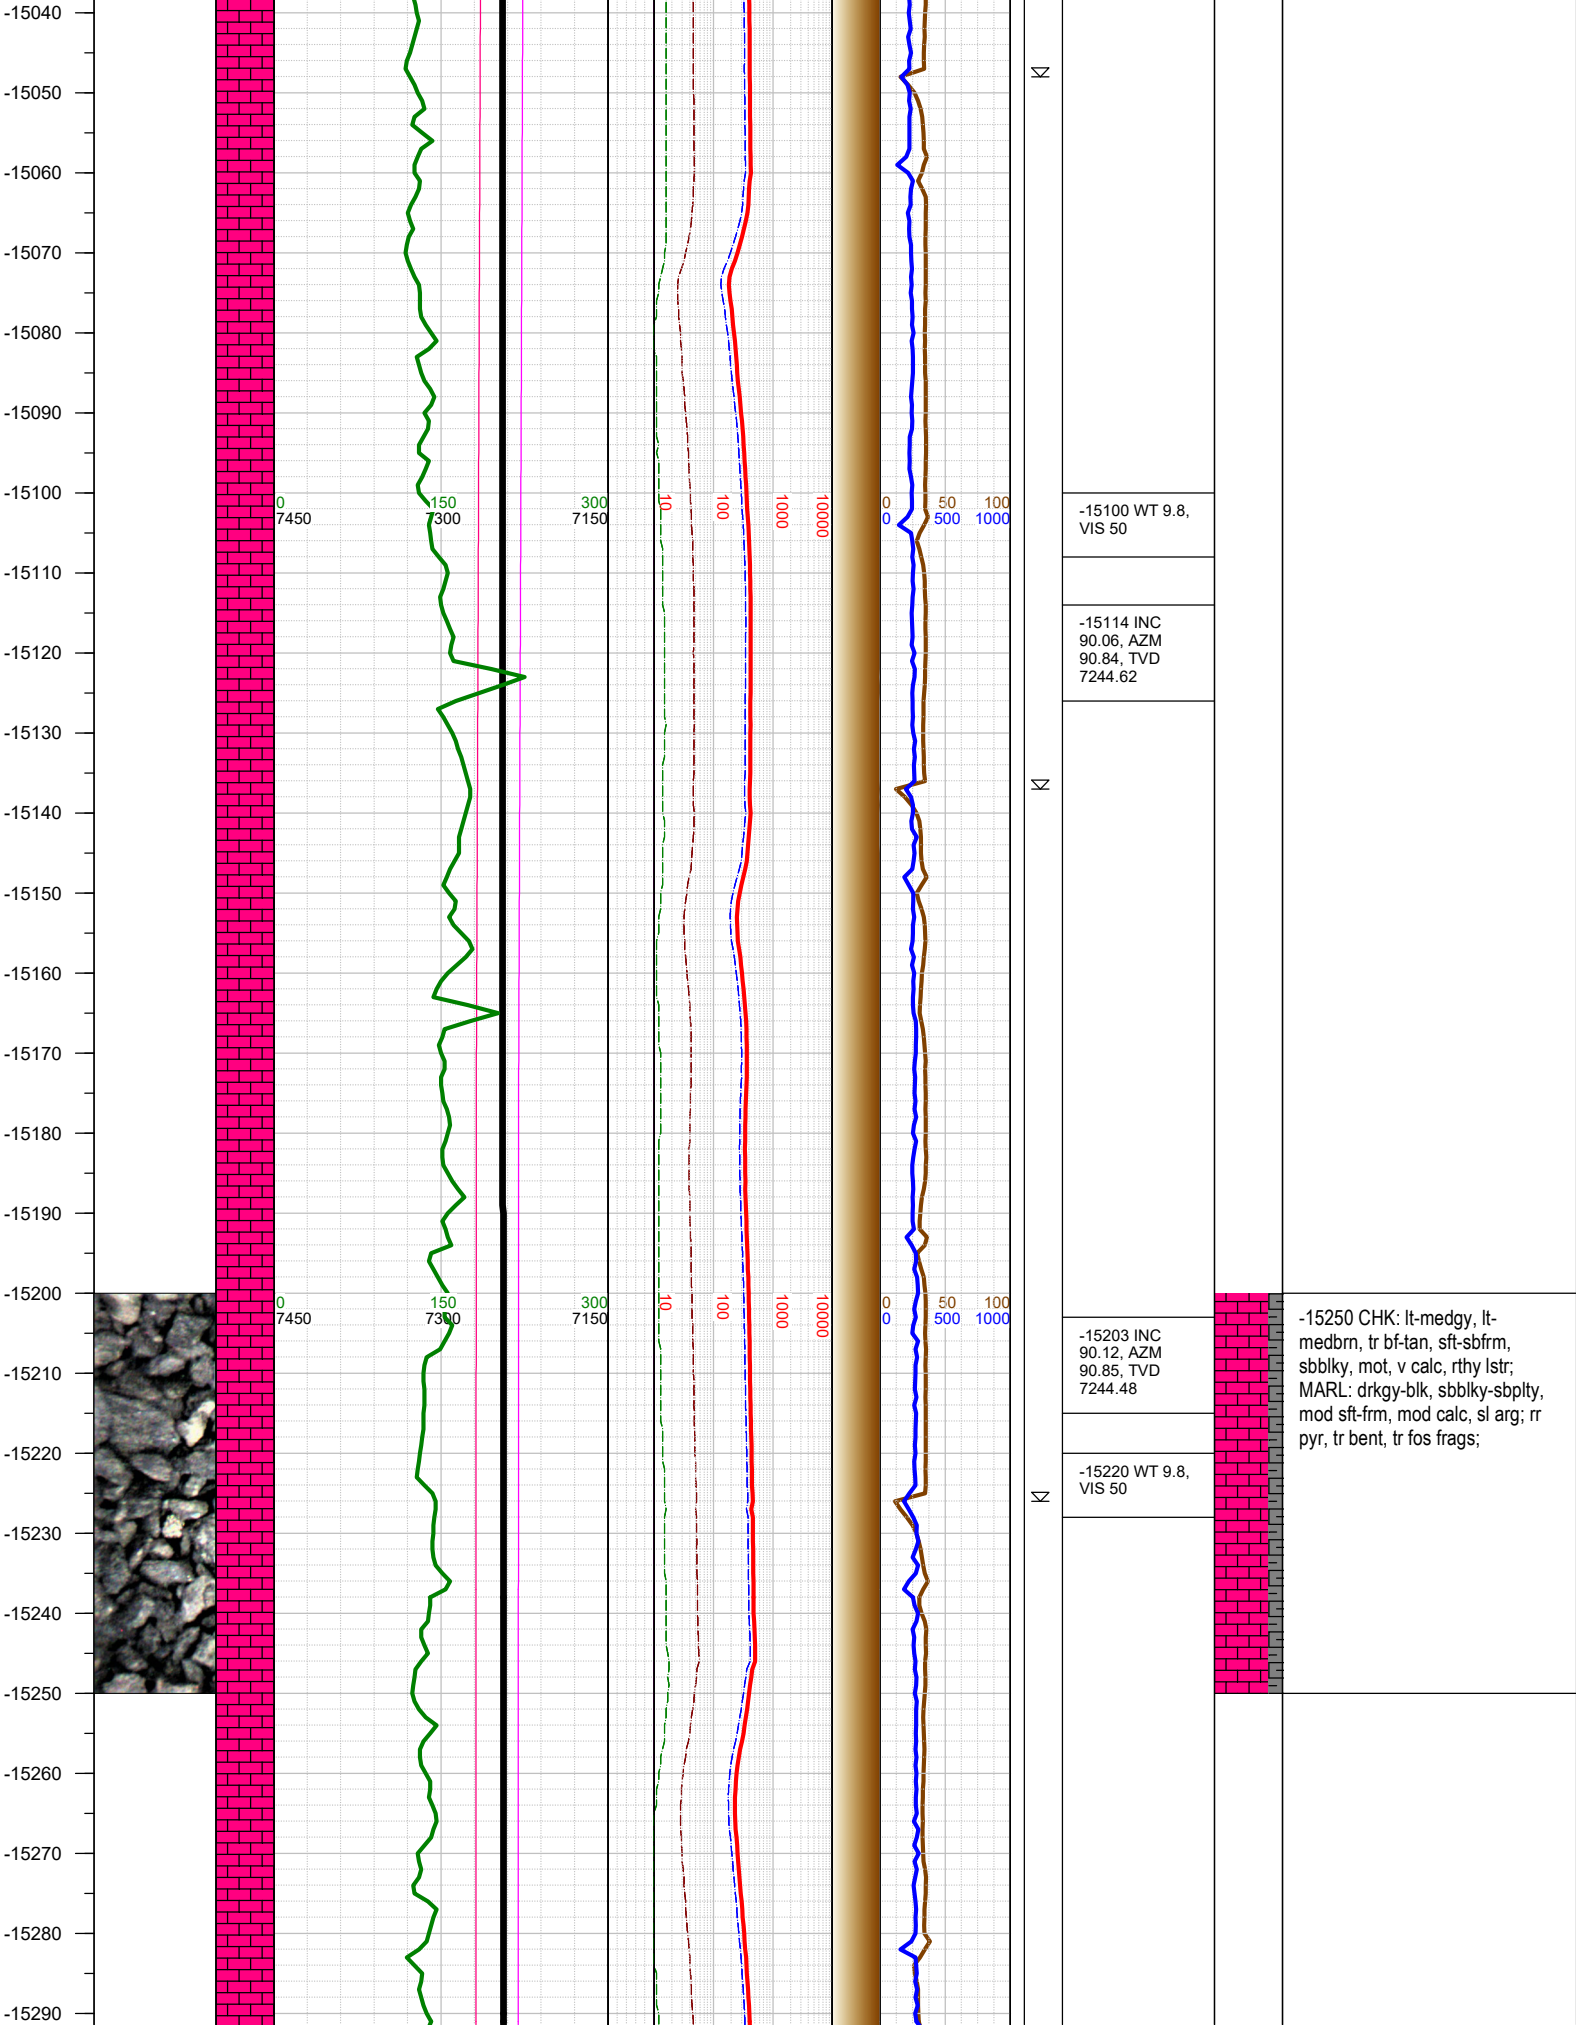 -15040
-15050
-15060
-15070
-15080
-15090
-15100
0 150 300 10 100 1000 10000 0 50 100
7450 7300 7150 0 500 1000
-15100 WT 9.8,
VIS 50
-15110
-15114 INC
90.06, AZM
90.84, TVD
7244.62
-15120
-15130
-15140
-15150
-15160
-15170
-15180
-15190
-15200
0 150 300 10 100 1000 10000 0 50 100
7450 7300 7150 0 500 1000
-15203 INC
90.12, AZM
90.85, TVD
7244.48
-15250 CHK: lt-medgy, lt-
medbrn, tr bf-tan, sft-sbfrm,
sbblky, mot, v calc, rthy lstr;
MARL: drkgy-blk, sbblky-sbplty,
mod sft-frm, mod calc, sl arg; rr
pyr, tr bent, tr fos frags;
-15210
-15220
-15220 WT 9.8,
VIS 50
-15230
-15240
-15250
-15260
-15270
-15280
-15290